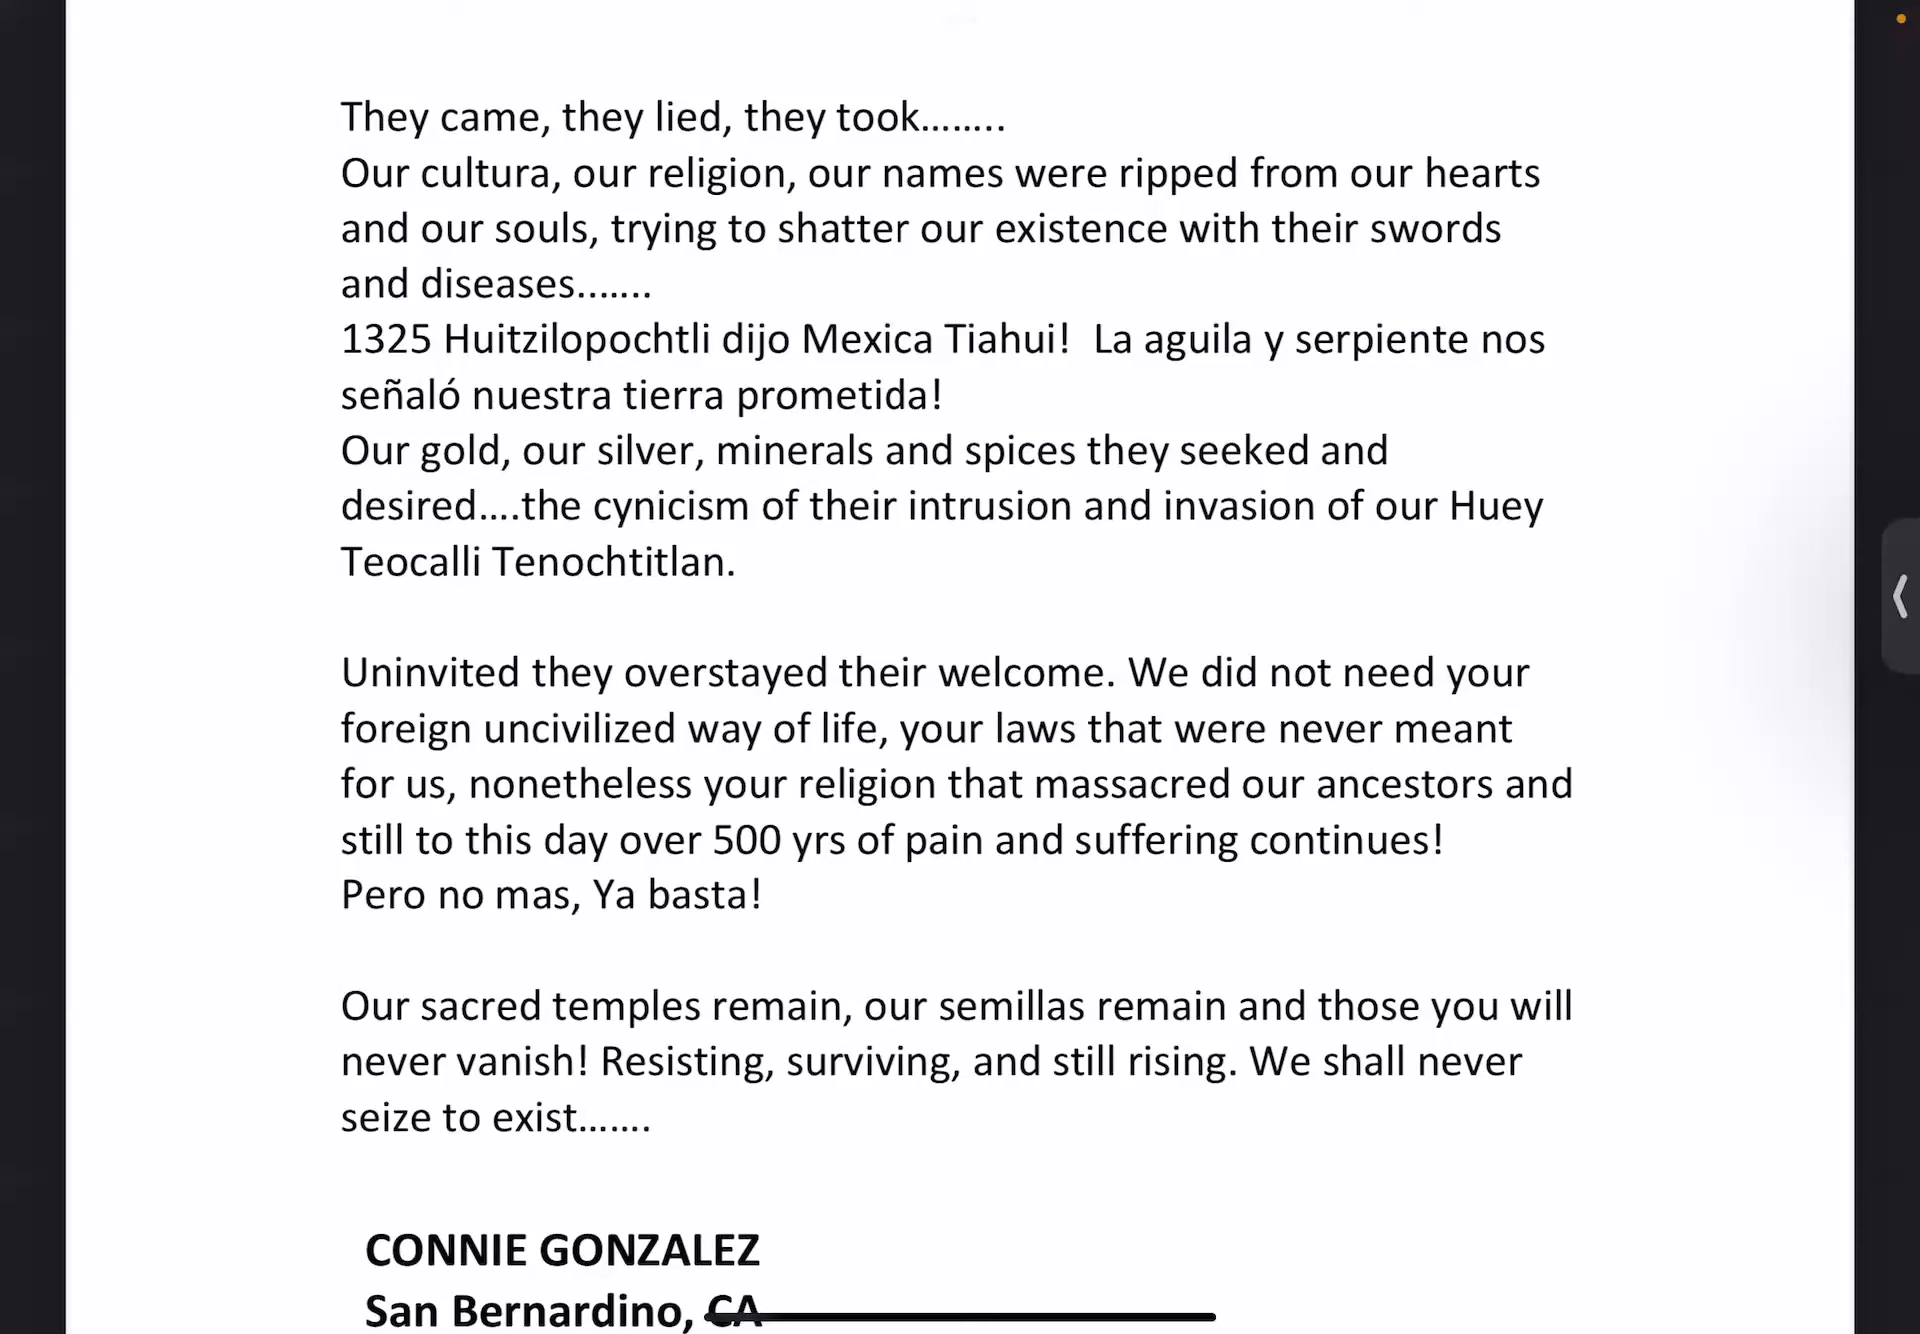 They came, they lied, they took……..
Our cultura, our religion, our names were ripped from our hearts
and our souls, trying to shatter our existence with their swords
and diseases…….
1325 Huitzilopochtli dijo Mexica Tiahui!  La aguila y serpiente nos
señaló nuestra tierra prometida!
Our gold, our silver, minerals and spices they seeked and
desired….the cynicism of their intrusion and invasion of our Huey
Teocalli Tenochtitlan.
Uninvited they overstayed their welcome. We did not need your
foreign uncivilized way of life, your laws that were never meant
for us, nonetheless your religion that massacred our ancestors and
still to this day over 500 yrs of pain and suffering continues!
Pero no mas, Ya basta!
Our sacred temples remain, our semillas remain and those you will
never vanish! Resisting, surviving, and still rising. We shall never
seize to exist…….
CONNIE GONZALEZ
San Bernardino, CA